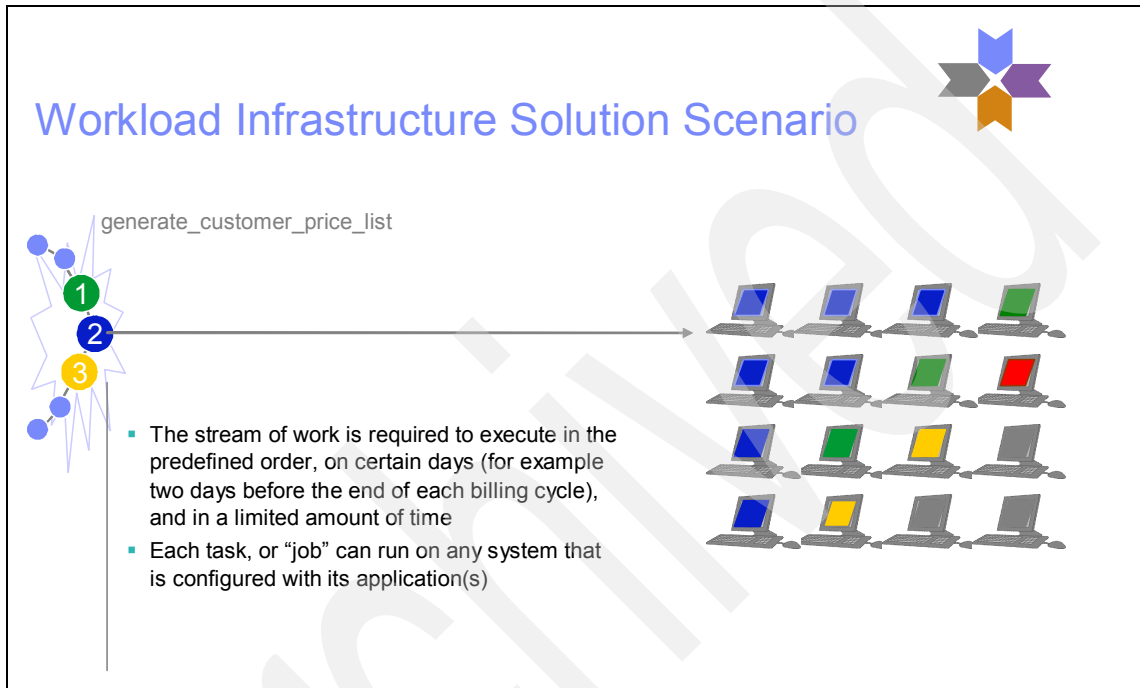 Workload Infrastructure Solution Scenario
generate_customer_price_list
1
2
3
▪ The stream of work is required to execute in the
predefined order, on certain days (for example
two days before the end of each billing cycle),
and in a limited amount of time
▪ Each task, or “job” can run on any system that
is configured with its application(s)